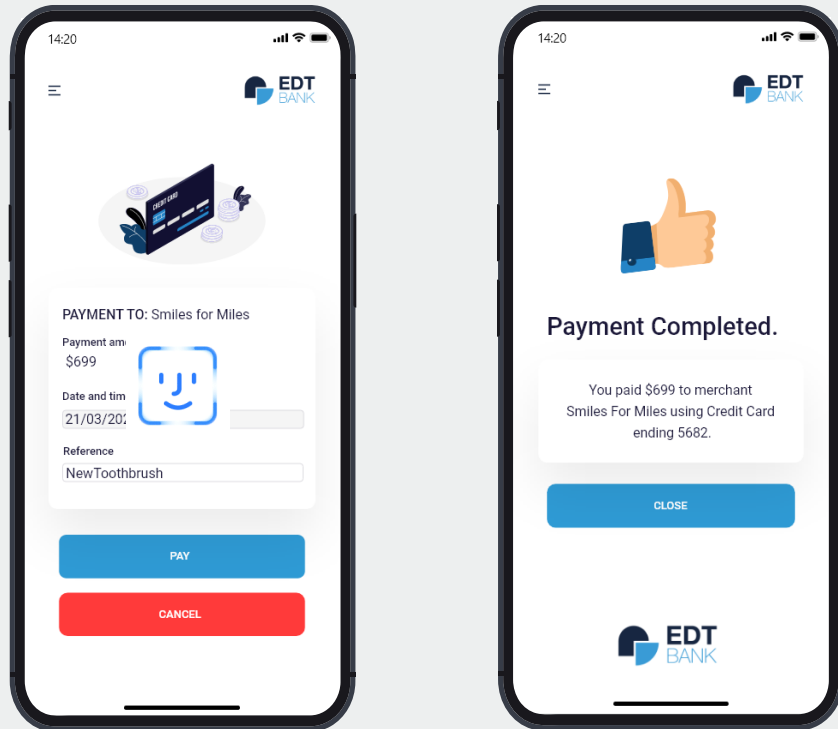 14:20
EDT
BANK
CREDIT CARD
PAYMENT TO: Smiles for Miles
Payment am
$699
Date and tim
21/03/202
Reference
NewToothbrush
PAY
CANCEL
14:20
EDT
BANK
Payment Completed.
You paid $699 to merchant
Smiles For Miles using Credit Card
ending 5682.
CLOSE
EDT
BANK